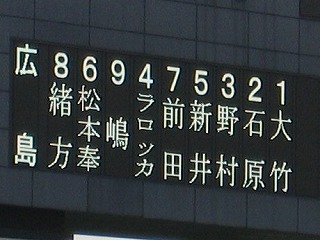 広島
8緒方
6松本奉
9嶋
4ラロッカ
7前田
5新井
3野村
2石原
1大竹